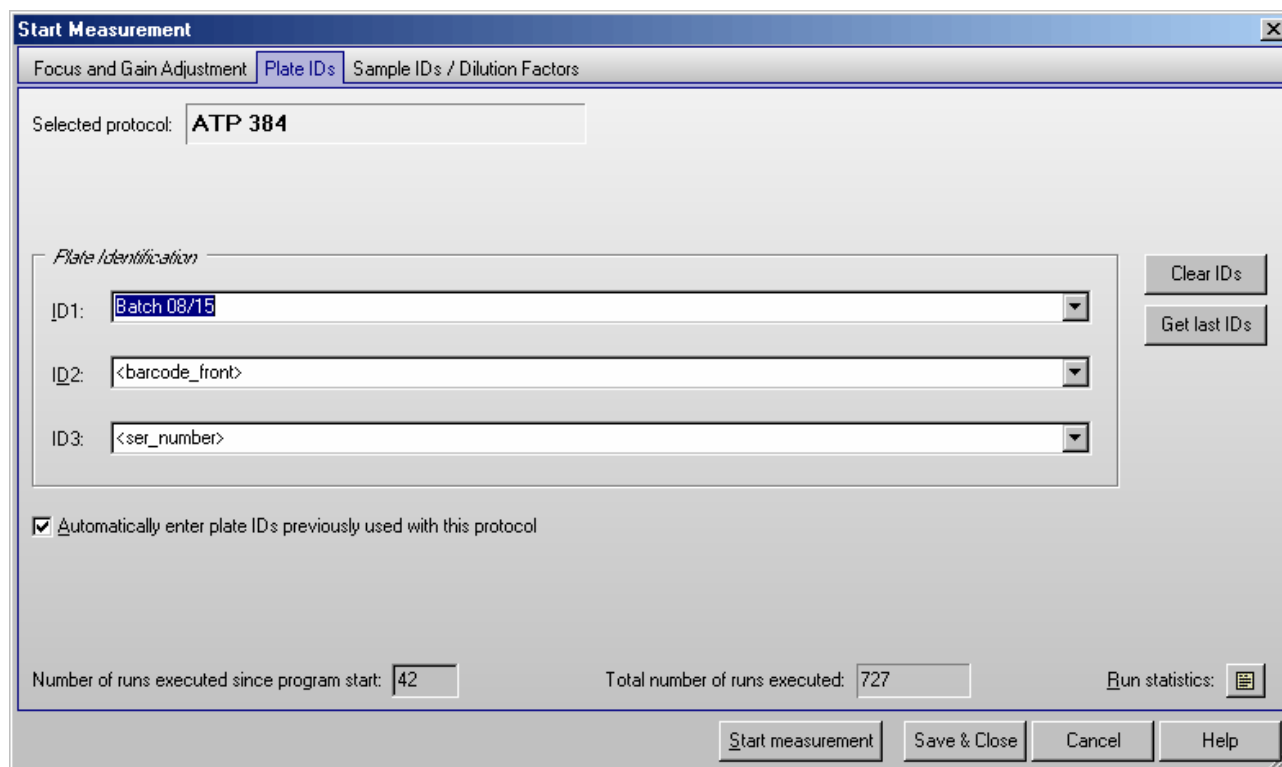 Start Measurement
Focus and Gain Adjustment Plate IDs Sample IDs / Dilution Factors
Selected protocol: ATP 384
Plate Identification
ID1: Batch 08/15
Clear IDs
Get last IDs
ID2: <barcode_front>
ID3: <ser_number>
Automatically enter plate IDs previously used with this protocol
Number of runs executed since program start: 42 Total number of runs executed: 727 Run statistics:
Start measurement Save & Close Cancel Help